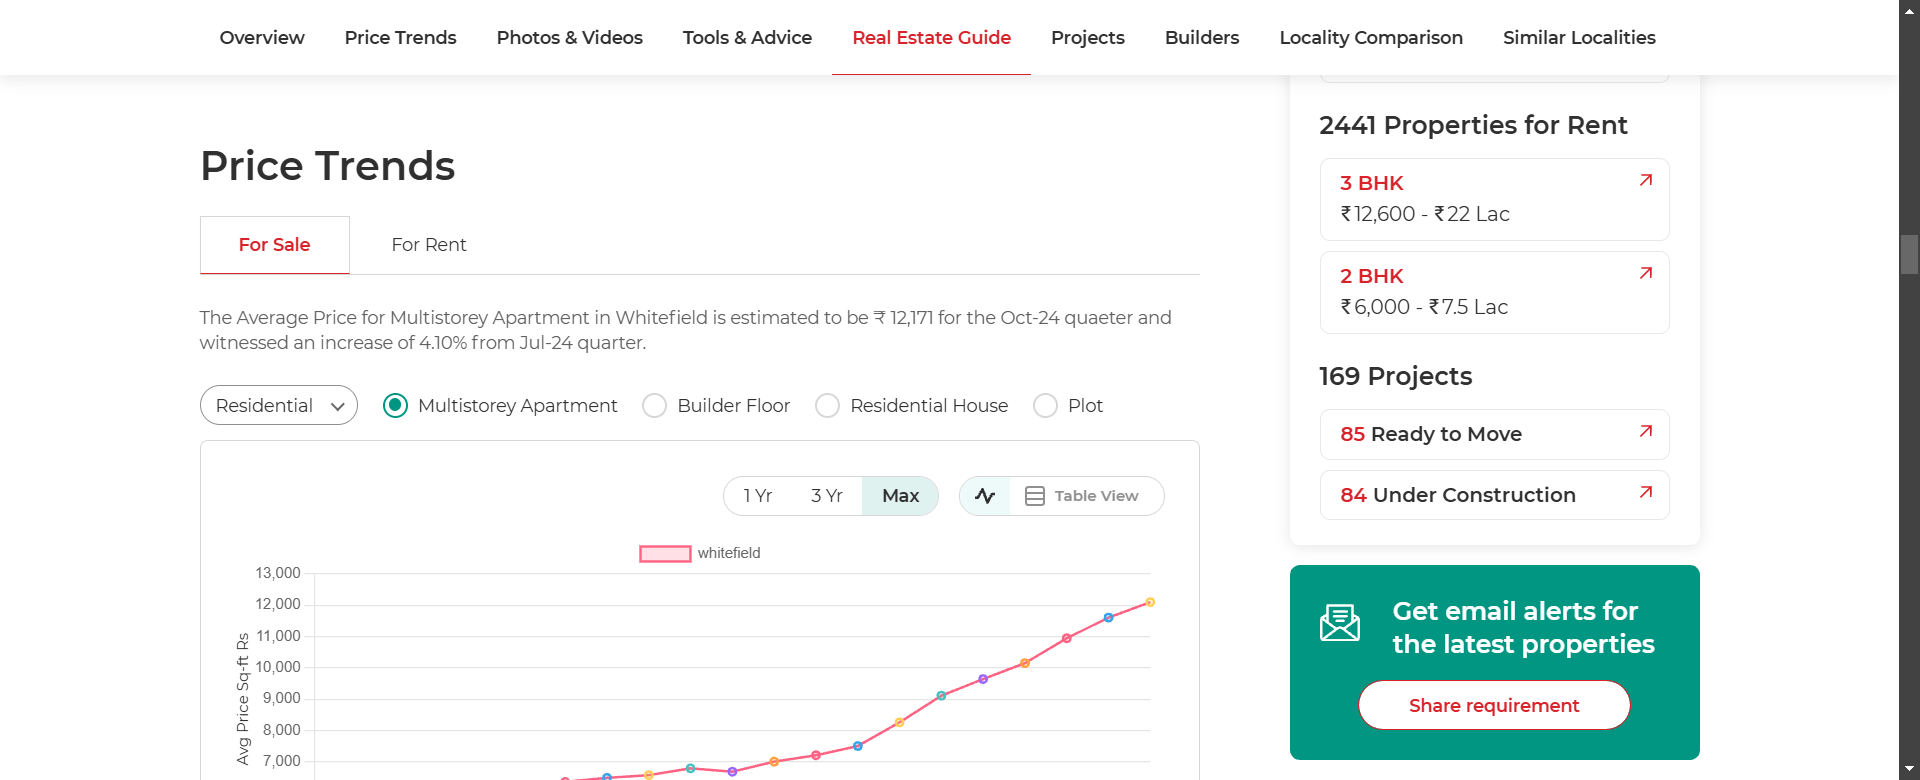 Overview Price Trends Photos & Videos Tools & Advice Real Estate Guide Projects Builders Locality Comparison Similar Localities
Price Trends
For Sale For Rent
The Average Price for Multistorey Apartment in Whitefield is estimated to be ₹ 12,171 for the Oct-24 quaeter and
witnessed an increase of 4.10% from Jul-24 quarter.
Residential Multistorey Apartment Builder Floor Residential House Plot
1 Yr 3 Yr Max Table View
whitefield
Avg Price Sq-ft Rs
13,000
12,000
11,000
10,000
9,000
8,000
7,000
2441 Properties for Rent
3 BHK
₹12,600 - ₹22 Lac
2 BHK
₹6,000 - ₹7.5 Lac
169 Projects
85 Ready to Move
84 Under Construction
Get email alerts for
the latest properties
Share requirement